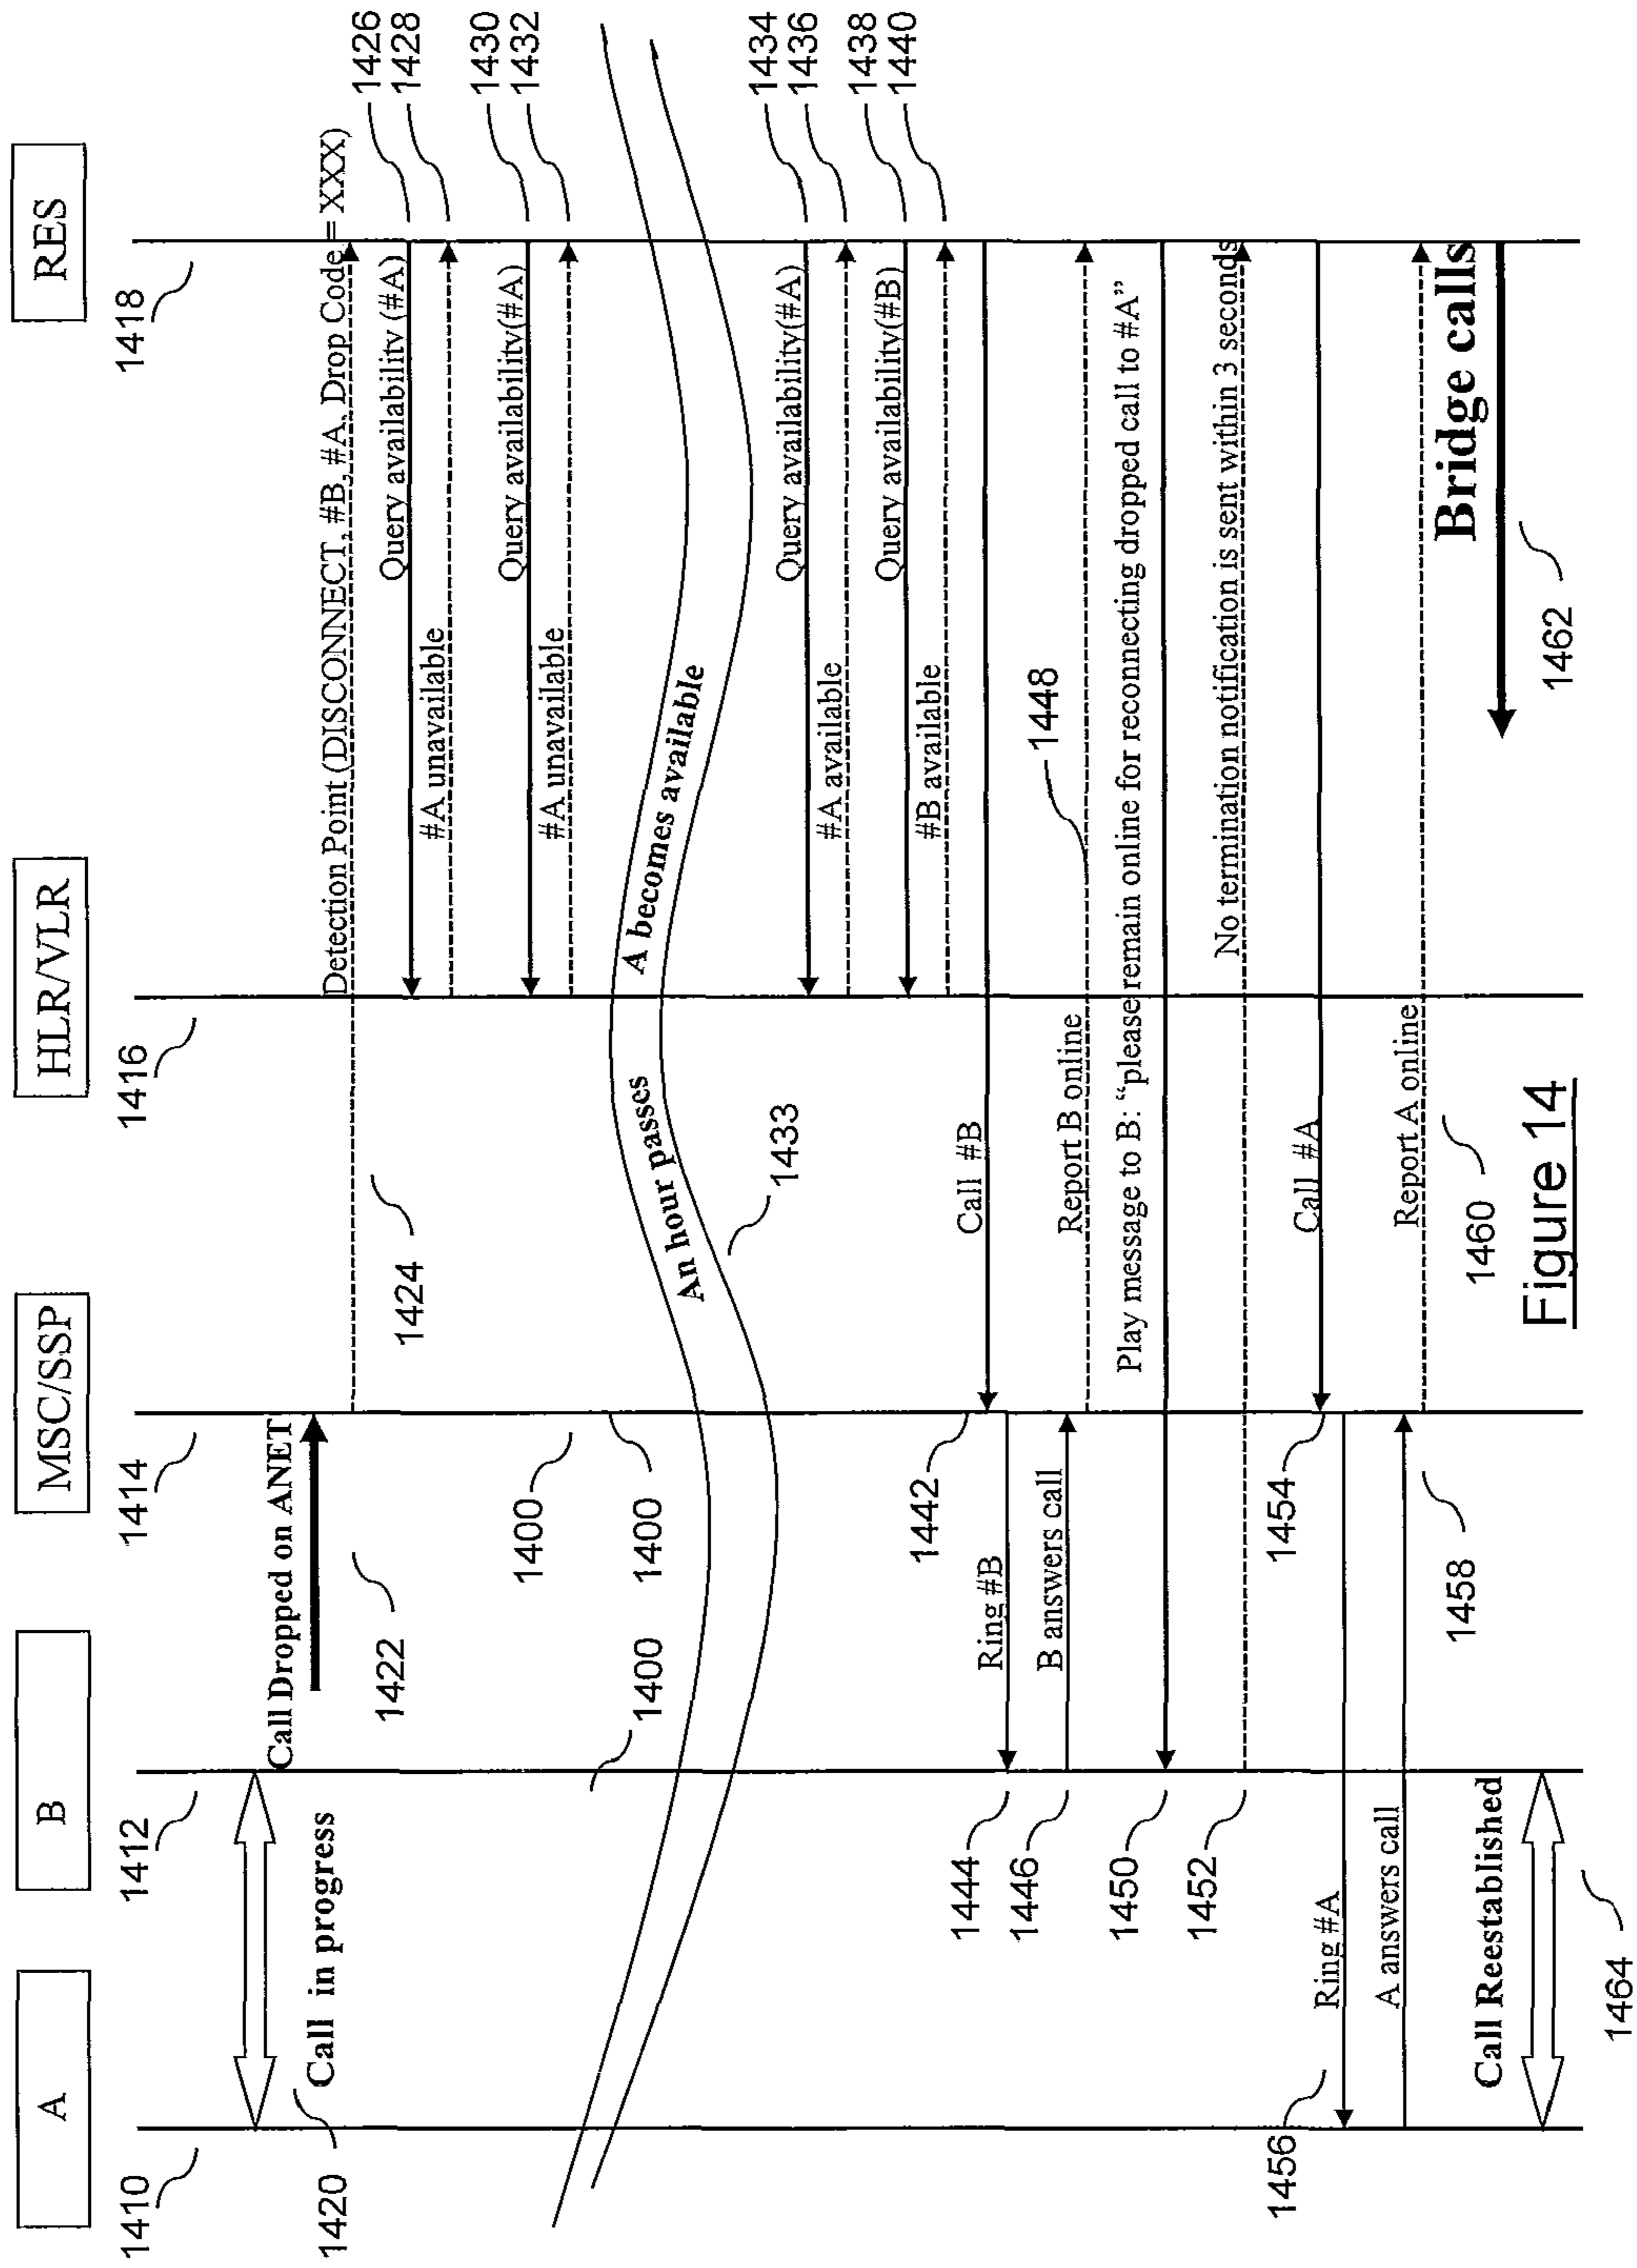 A
B
MSC/SSP
HLR/VLR
RES
1410
1412
1414
1416
1418
Call in progress
1420
Call Dropped on ANET
1422
Detection Point (DISCONNECT, #B, #A, Drop Code = XXX)
1424
Query availability (#A)
1426
#A unavailable
1428
Query availability(#A)
1430
#A unavailable
1432
1400
1400
1400
An hour passes
A becomes available
1433
Query availability(#A)
1434
#A available
1436
Query availability(#B)
1438
#B available
1440
Call #B
1442
Ring #B
1444
B answers call
1446
Report B online
1448
Play message to B: “please remain online for reconnecting dropped call to #A”
1450
No termination notification is sent within 3 seconds
1452
Call #A
1454
Ring #A
1456
A answers call
1458
Report A online
1460
Bridge calls
1462
Call Reestablished
1464
Figure 14